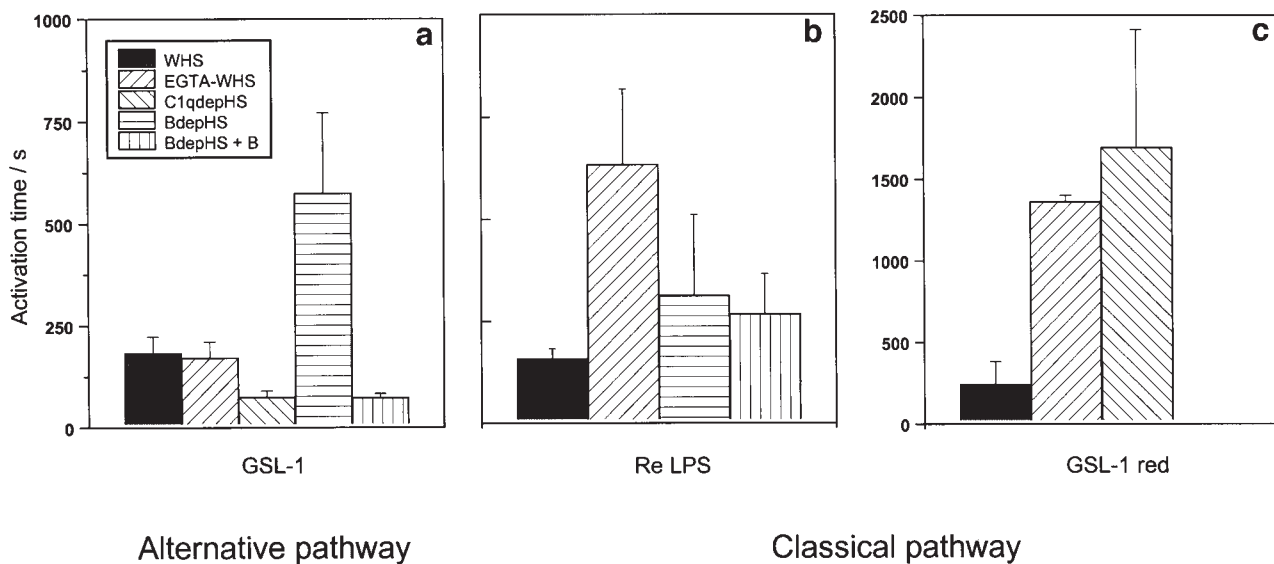 a
b
c
1000
750
500
250
0
Activation time / s
WHS
EGTA-WHS
C1qdepHS
BdepHS
BdepHS + B
2500
2000
1500
1000
500
0
GSL-1
Re LPS
GSL-1 red
Alternative pathway
Classical pathway